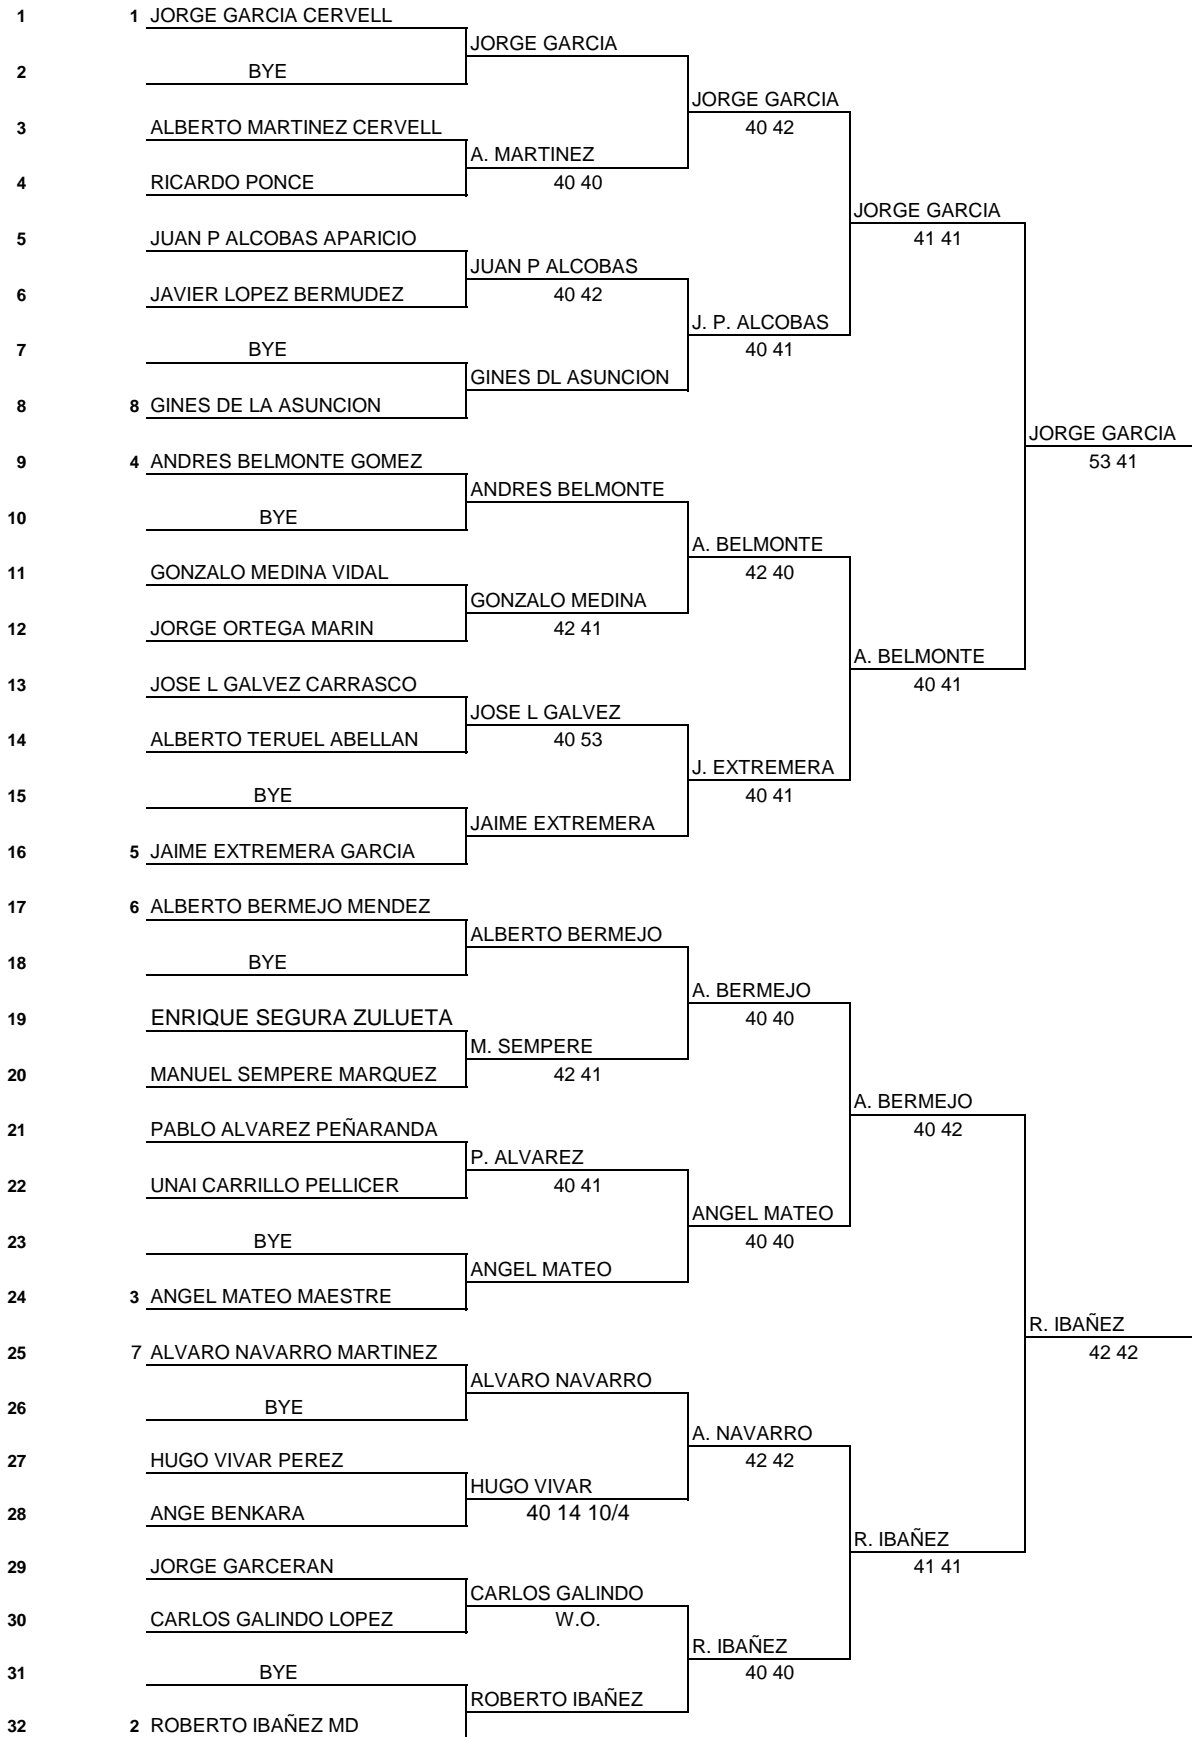 1 1 JORGE GARCIA CERVELL
JORGE GARCIA
2 BYE
JORGE GARCIA
3 ALBERTO MARTINEZ CERVELL 40 42
A. MARTINEZ
4 RICARDO PONCE 40 40
JORGE GARCIA
5 JUAN P ALCOBAS APARICIO 41 41
JUAN P ALCOBAS
6 JAVIER LOPEZ BERMUDEZ 40 42
J. P. ALCOBAS
7 BYE 40 41
GINES DL ASUNCION
8 8 GINES DE LA ASUNCION
JORGE GARCIA
9 4 ANDRES BELMONTE GOMEZ 53 41
ANDRES BELMONTE
10 BYE
A. BELMONTE
11 GONZALO MEDINA VIDAL 42 40
GONZALO MEDINA
12 JORGE ORTEGA MARIN 42 41
A. BELMONTE
13 JOSE L GALVEZ CARRASCO 40 41
JOSE L GALVEZ
14 ALBERTO TERUEL ABELLAN 40 53
J. EXTREMERA
15 BYE 40 41
JAIME EXTREMERA
16 5 JAIME EXTREMERA GARCIA
17 6 ALBERTO BERMEJO MENDEZ
ALBERTO BERMEJO
18 BYE
A. BERMEJO
19 ENRIQUE SEGURA ZULUETA 40 40
M. SEMPERE
20 MANUEL SEMPERE MARQUEZ 42 41
A. BERMEJO
21 PABLO ALVAREZ PEÑARANDA 40 42
P. ALVAREZ
22 UNAI CARRILLO PELLICER 40 41
ANGEL MATEO
23 BYE 40 40
ANGEL MATEO
24 3 ANGEL MATEO MAESTRE
R. IBAÑEZ
25 7 ALVARO NAVARRO MARTINEZ 42 42
ALVARO NAVARRO
26 BYE
A. NAVARRO
27 HUGO VIVAR PEREZ 42 42
HUGO VIVAR
28 ANGE BENKARA 40 14 10/4
R. IBAÑEZ
29 JORGE GARCERAN 41 41
CARLOS GALINDO
30 CARLOS GALINDO LOPEZ W.O.
R. IBAÑEZ
31 BYE 40 40
ROBERTO IBAÑEZ
32 2 ROBERTO IBAÑEZ MD